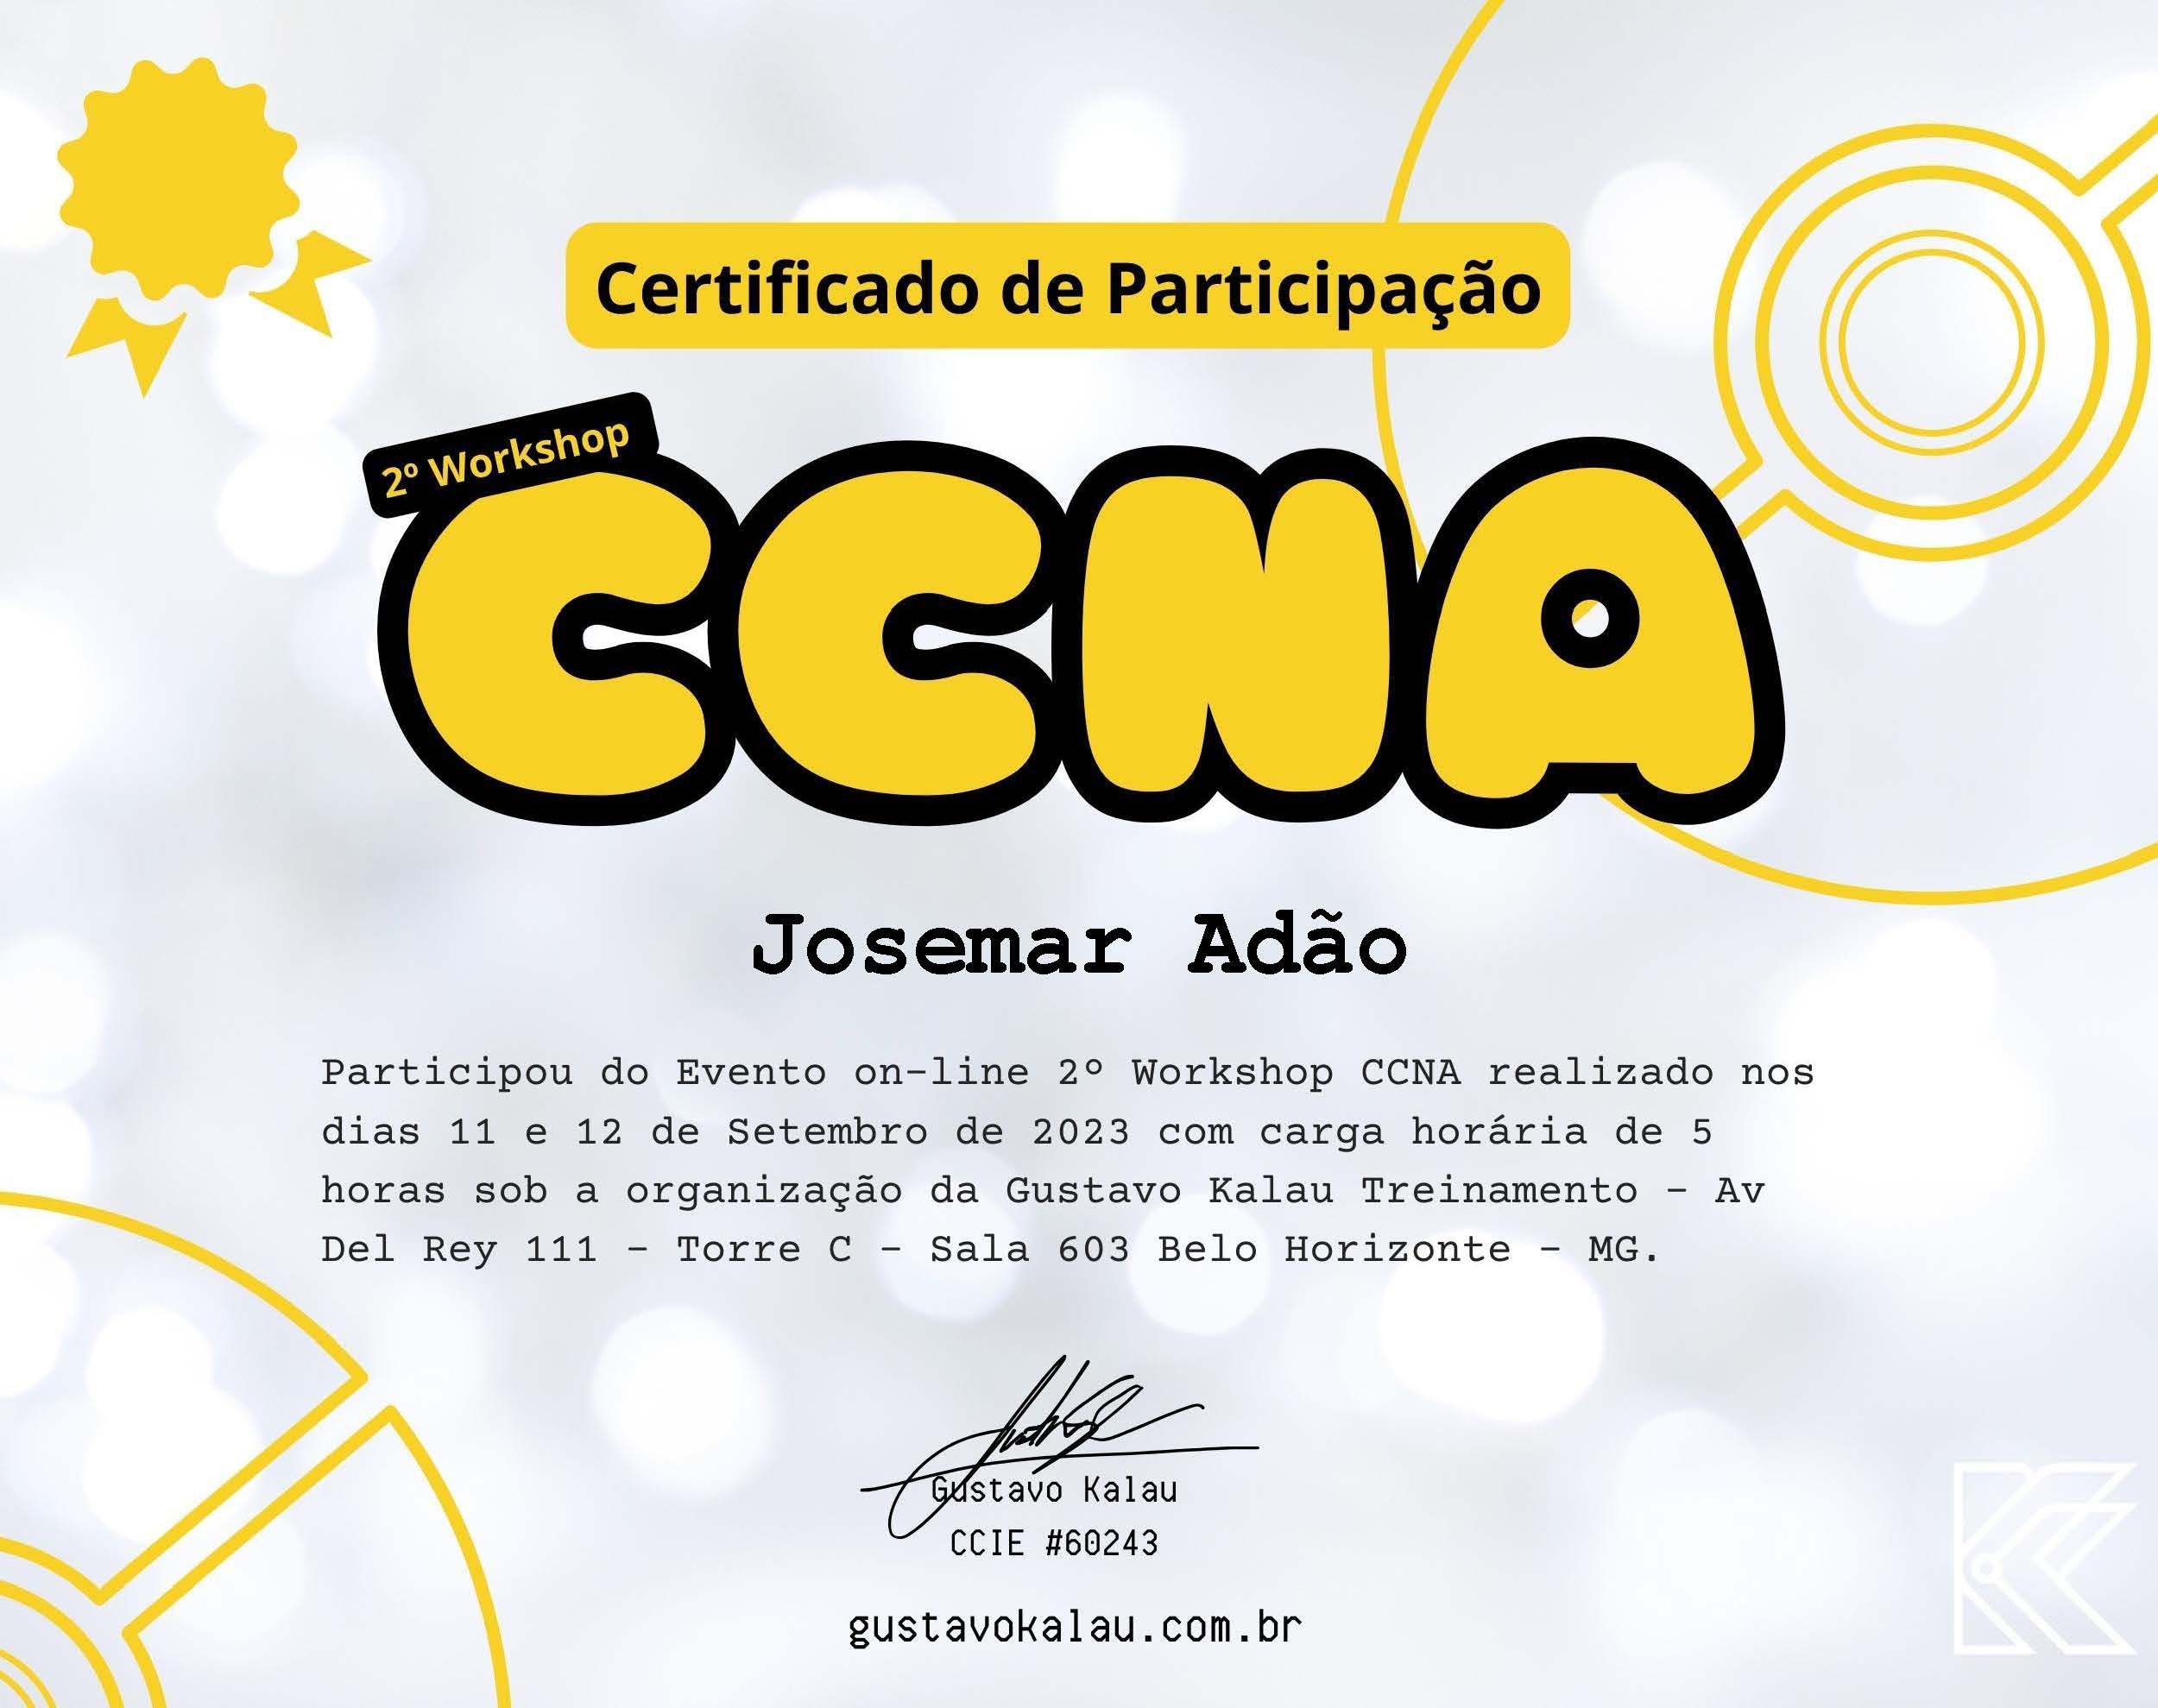 Certificado de Participação
2º Workshop
CCNA
Josemar Adão
Participou do Evento on-line 2º Workshop CCNA realizado nos
dias 11 e 12 de Setembro de 2023 com carga horária de 5
horas sob a organização da Gustavo Kalau Treinamento - Av
Del Rey 111 - Torre C - Sala 603 Belo Horizonte - MG.
Gustavo Kalau
CCIE #60243
gustavokalau.com.br